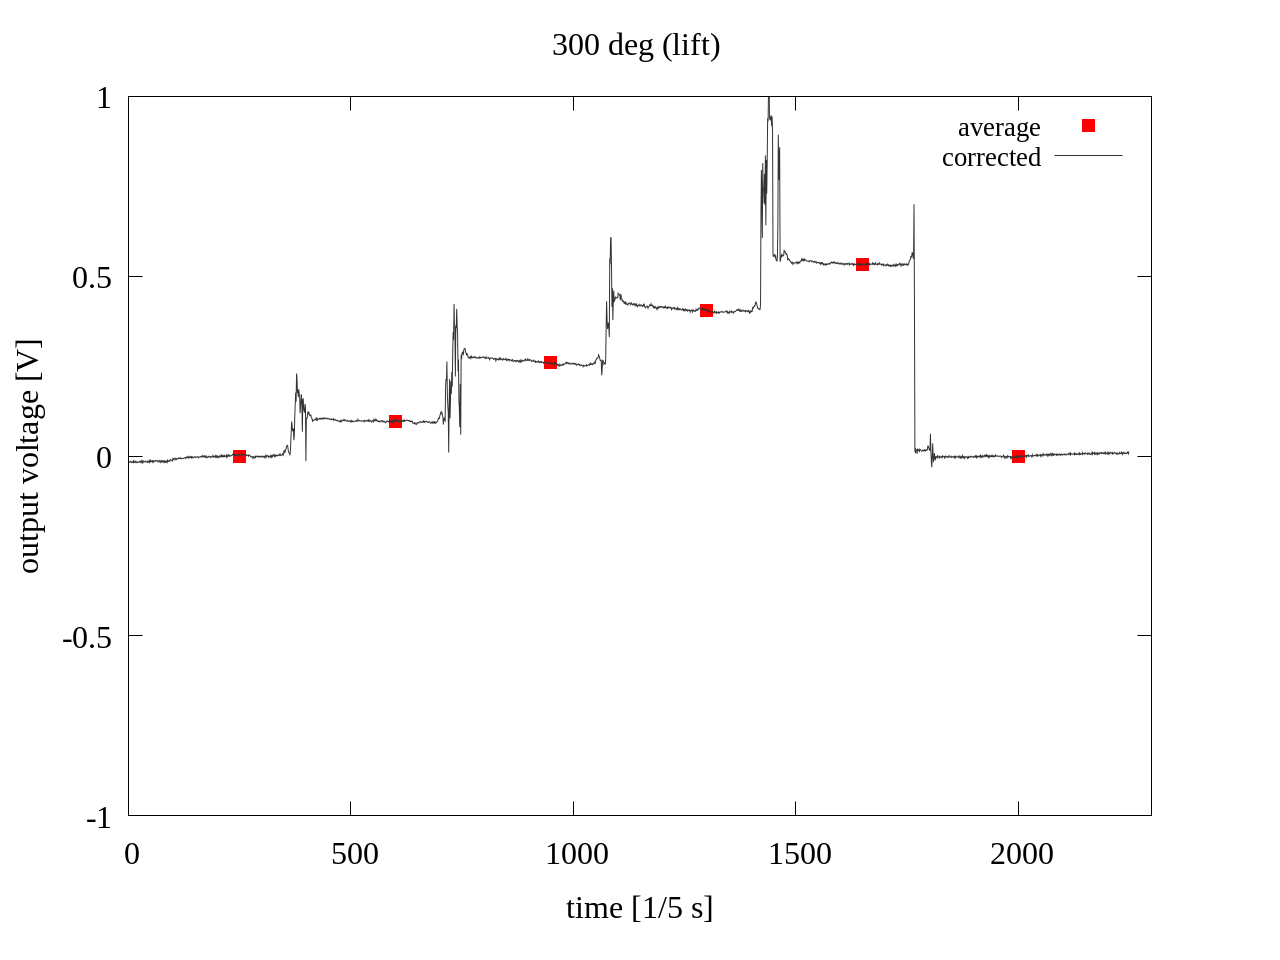 300 deg (lift)
average
corrected
1
0.5
0
-0.5
-1
output voltage [V]
0 500 1000 1500 2000
time [1/5 s]